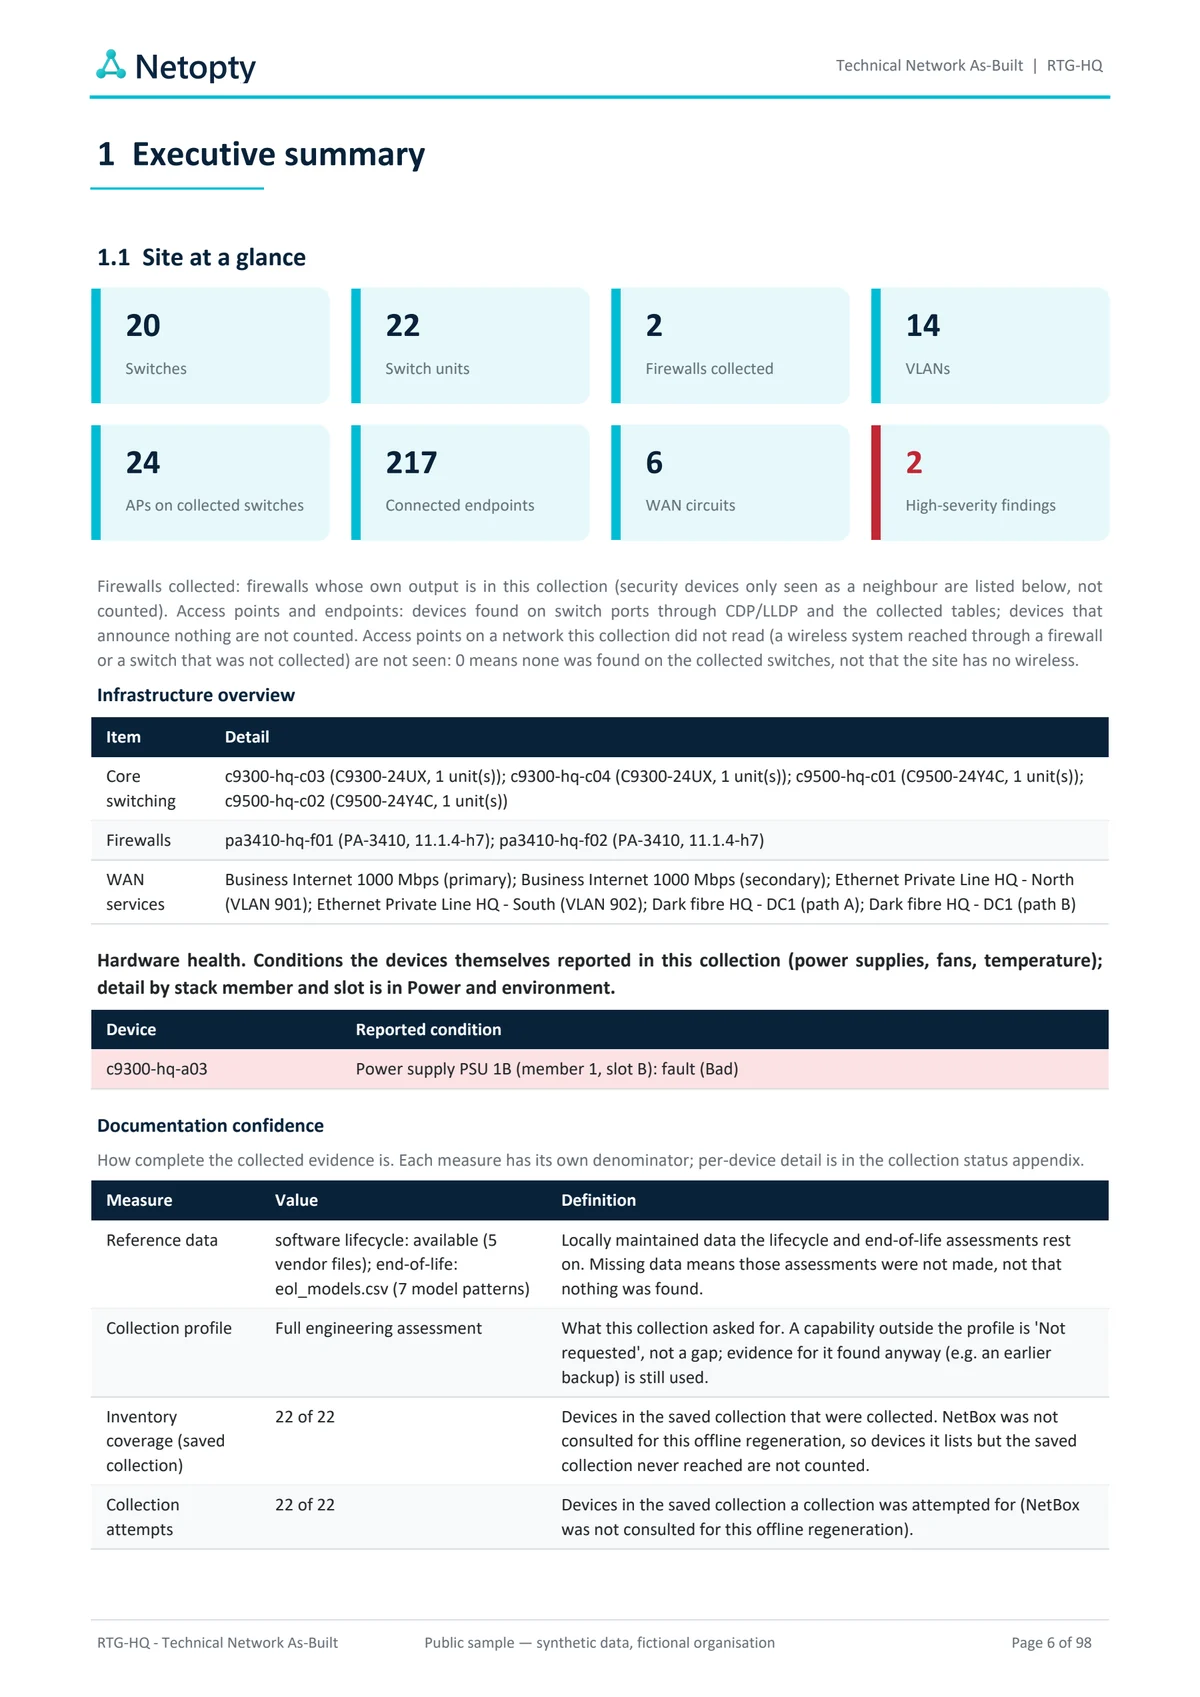 Netopty
Technical Network As-Built | RTG-HQ
1 Executive summary
1.1 Site at a glance
20
Switches
22
Switch units
2
Firewalls collected
14
VLANs
24
APs on collected switches
217
Connected endpoints
6
WAN circuits
2
High-severity findings
Firewalls collected: firewalls whose own output is in this collection (security devices only seen as a neighbour are listed below, not
counted). Access points and endpoints: devices found on switch ports through CDP/LLDP and the collected tables; devices that
announce nothing are not counted. Access points on a network this collection did not read (a wireless system reached through a firewall
or a switch that was not collected) are not seen: 0 means none was found on the collected switches, not that the site has no wireless.
Infrastructure overview
Item Detail
Core
switching
c9300-hq-c03 (C9300-24UX, 1 unit(s)); c9300-hq-c04 (C9300-24UX, 1 unit(s)); c9500-hq-c01 (C9500-24Y4C, 1 unit(s));
c9500-hq-c02 (C9500-24Y4C, 1 unit(s))
Firewalls pa3410-hq-f01 (PA-3410, 11.1.4-h7); pa3410-hq-f02 (PA-3410, 11.1.4-h7)
WAN
services
Business Internet 1000 Mbps (primary); Business Internet 1000 Mbps (secondary); Ethernet Private Line HQ - North
(VLAN 901); Ethernet Private Line HQ - South (VLAN 902); Dark fibre HQ - DC1 (path A); Dark fibre HQ - DC1 (path B)
Hardware health. Conditions the devices themselves reported in this collection (power supplies, fans, temperature);
detail by stack member and slot is in Power and environment.
Device Reported condition
c9300-hq-a03 Power supply PSU 1B (member 1, slot B): fault (Bad)
Documentation confidence
How complete the collected evidence is. Each measure has its own denominator; per-device detail is in the collection status appendix.
Measure Value Definition
Reference data
software lifecycle: available (5
vendor files); end-of-life:
eol_models.csv (7 model patterns)
Locally maintained data the lifecycle and end-of-life assessments rest
on. Missing data means those assessments were not made, not that
nothing was found.
Collection profile
Full engineering assessment
What this collection asked for. A capability outside the profile is 'Not
requested', not a gap; evidence for it found anyway (e.g. an earlier
backup) is still used.
Inventory
coverage (saved
collection)
22 of 22
Devices in the saved collection that were collected. NetBox was not
consulted for this offline regeneration, so devices it lists but the saved
collection never reached are not counted.
Collection
attempts
22 of 22
Devices in the saved collection a collection was attempted for (NetBox
was not consulted for this offline regeneration).
RTG-HQ - Technical Network As-Built Public sample — synthetic data, fictional organisation Page 6 of 98